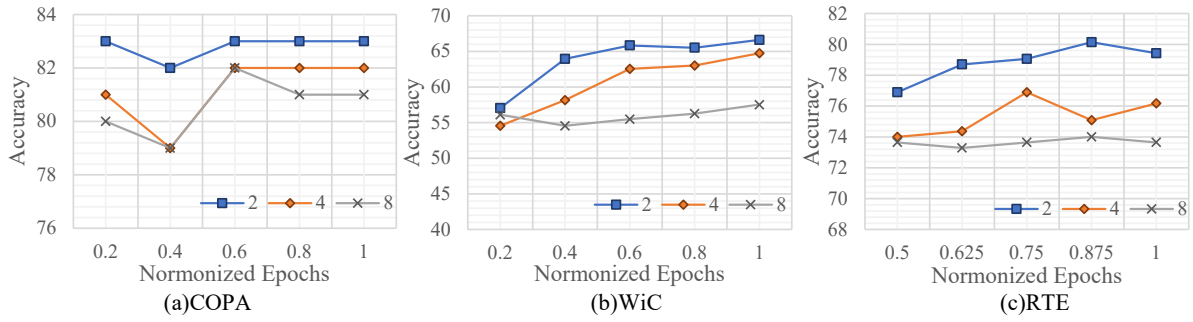 84
82
80
78
76
Accuracy
0.2 0.4 0.6 0.8 1
2 4 8
Normonized Epochs
(a)COPA
70
65
60
55
50
45
40
Accuracy
0.2 0.4 0.6 0.8 1
2 4 8
Normonized Epochs
(b)WiC
82
80
78
76
74
72
70
68
Accuracy
0.5 0.625 0.75 0.875 1
2 4 8
Normonized Epochs
(c)RTE